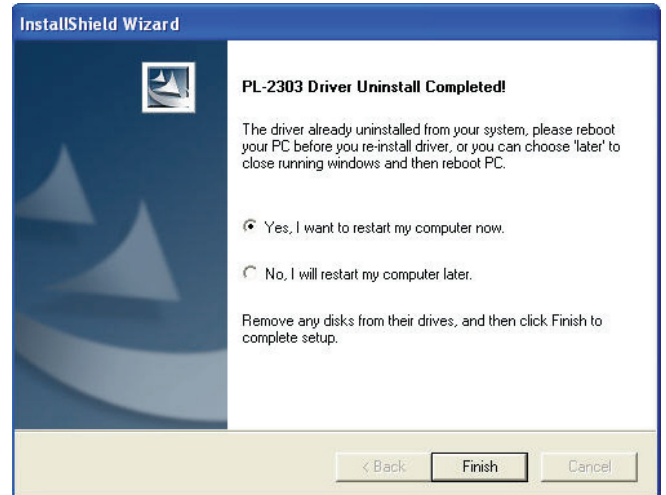 InstallShield Wizard
PL-2303 Driver Uninstall Completed!
The driver already uninstalled from your system, please reboot
your PC before you re-install driver, or you can choose 'later' to
close running windows and then reboot PC.
Yes, I want to restart my computer now.
No, I will restart my computer later.
Remove any disks from their drives, and then click Finish to
complete setup.
< Back Finish Cancel